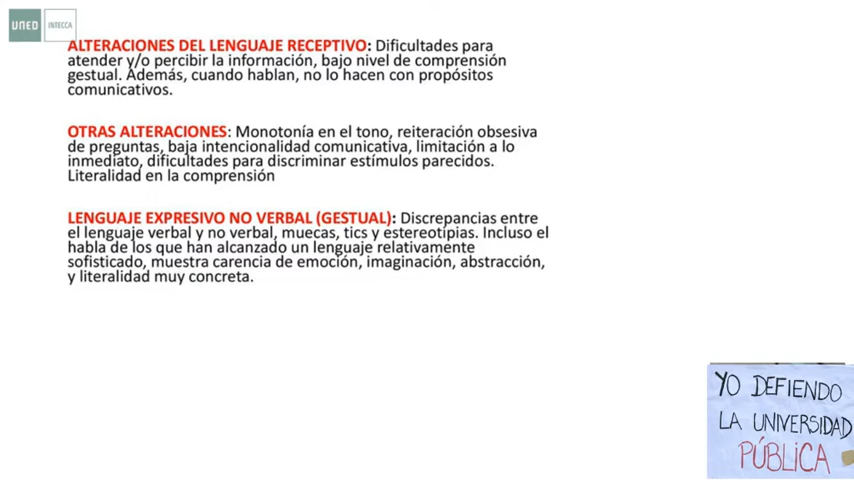 UNED
INTECCA
ALTERACIONES DEL LENGUAJE RECEPTIVO: Dificultades para
atender y/o percibir la información, bajo nivel de comprensión
gestual. Además, cuando hablan, no lo hacen con propósitos
comunicativos.
OTRAS ALTERACIONES: Monotonía en el tono, reiteración obsesiva
de preguntas, baja intencionalidad comunicativa, limitación a lo
inmediato, dificultades para discriminar estímulos parecidos.
Literalidad en la comprensión
LENGUAJE EXPRESIVO NO VERBAL (GESTUAL): Discrepancias entre
el lenguaje verbal y no verbal, muecas, tics y estereotipias. Incluso el
habla de los que han alcanzado un lenguaje relativamente
sofisticado, muestra carencia de emoción, imaginación, abstracción,
y literalidad muy concreta.
YO DEFIENDO
LA UNIVERSIDAD
PÚBLICA